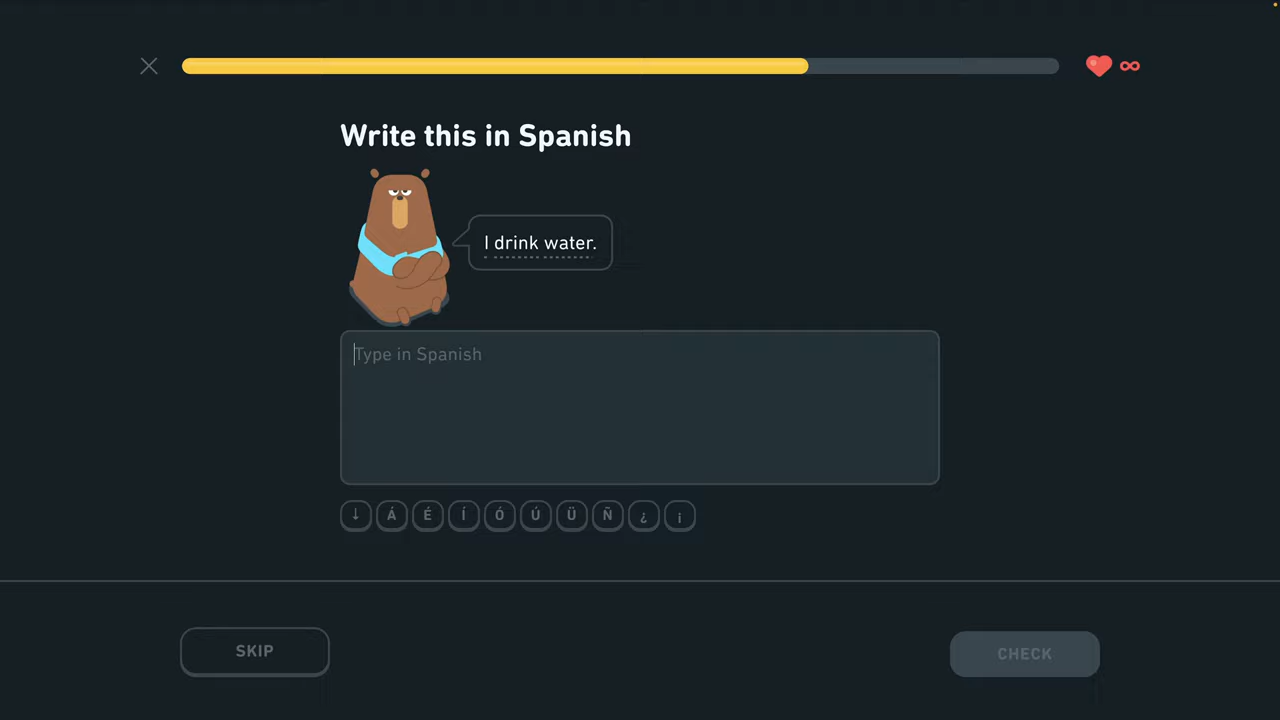 Write this in Spanish
I drink water.
Type in Spanish
↓ Á É Í Ó Ú Ü Ñ ¿ ¡
SKIP
CHECK